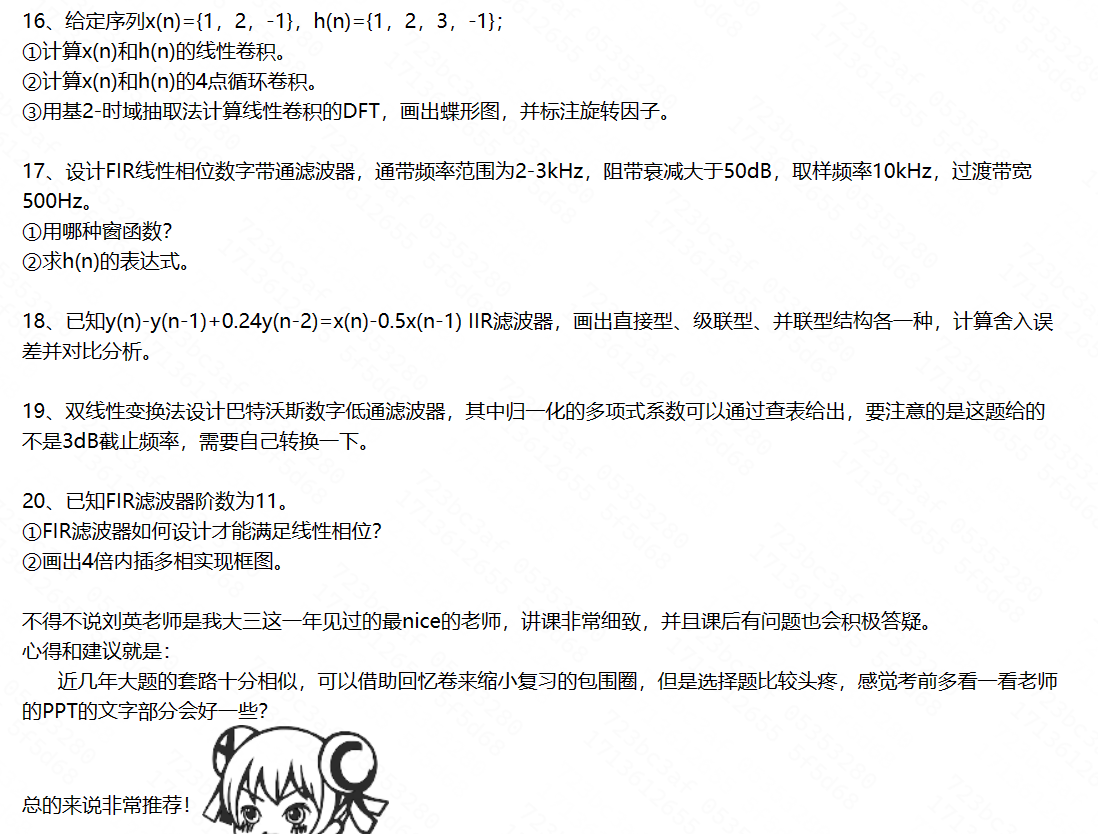 16、给定序列x(n)={1，2，-1}，h(n)={1，2，3，-1}；
①计算x(n)和h(n)的线性卷积。
②计算x(n)和h(n)的4点循环卷积。
③用基2-时域抽取法计算线性卷积的DFT，画出蝶形图，并标注旋转因子。
17、设计FIR线性相位数字带通滤波器，通带频率范围为2-3kHz，阻带衰减大于50dB，取样频率10kHz，过渡带宽
500Hz。
①用哪种窗函数？
②求h(n)的表达式。
18、已知y(n)-y(n-1)+0.24y(n-2)=x(n)-0.5x(n-1) IIR滤波器，画出直接型、级联型、并联型结构各一种，计算舍入误
差并对比分析。
19、双线性变换法设计巴特沃斯数字低通滤波器，其中归一化的多项式系数可以通过查表给出，要注意的是这题给的
不是3dB截止频率，需要自己转换一下。
20、已知FIR滤波器阶数为11。
①FIR滤波器如何设计才能满足线性相位？
②画出4倍内插多相实现框图。
不得不说刘英老师是我大三这一年见过的最nice的老师，讲课非常细致，并且课后有问题也会积极答疑。
心得和建议就是：
近几年大题的套路十分相似，可以借助回忆卷来缩小复习的包围圈，但是选择题比较头疼，感觉考前多看一看老师
的PPT的文字部分会好一些？
总的来说非常推荐！